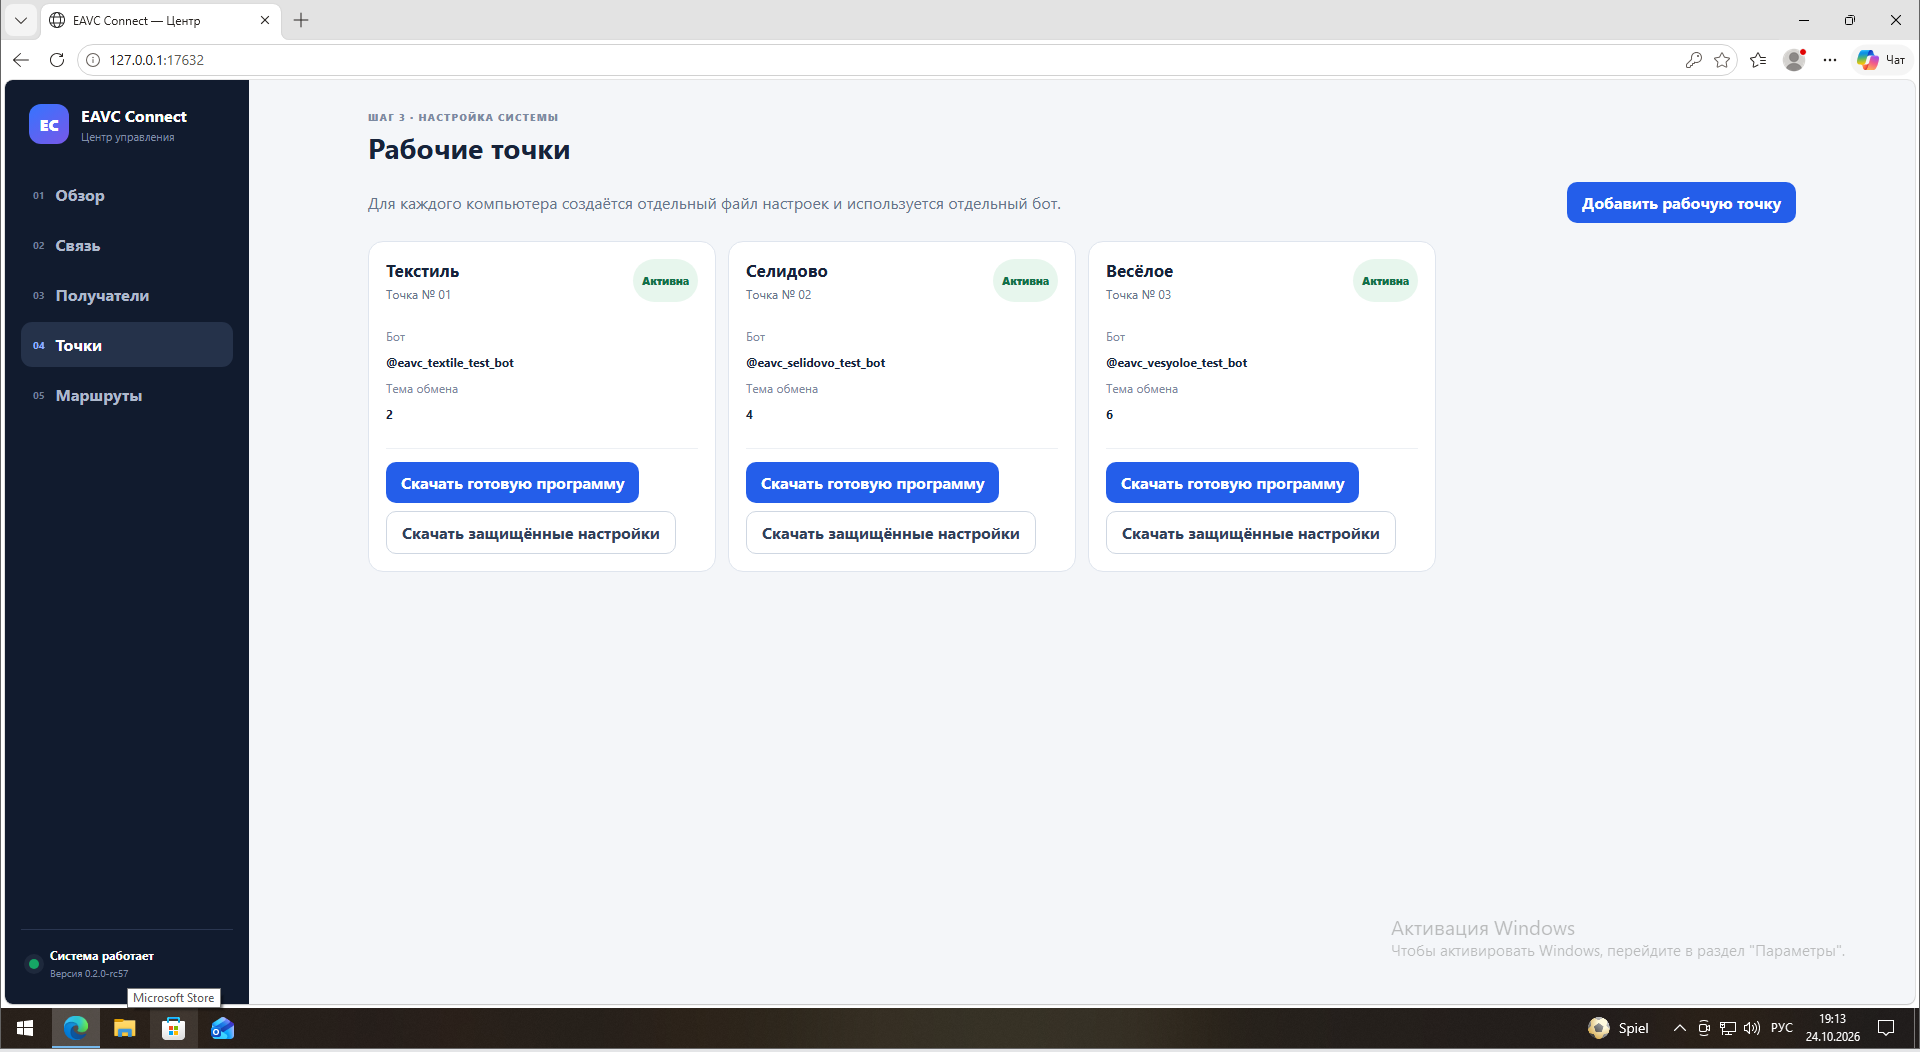 EAVC Connect — Центр
127.0.0.1:17632
Чат
EC
EAVC Connect
Центр управления
01 Обзор
02 Связь
03 Получатели
04 Точки
05 Маршруты
Система работает
Версия 0.2.0-rc57
ШАГ 3 · НАСТРОЙКА СИСТЕМЫ
Рабочие точки
Для каждого компьютера создаётся отдельный файл настроек и используется отдельный бот.
Добавить рабочую точку
Текстиль
Точка № 01
Активна
Бот
@eavc_textile_test_bot
Тема обмена
2
Скачать готовую программу
Скачать защищённые настройки
Селидово
Точка № 02
Активна
Бот
@eavc_selidovo_test_bot
Тема обмена
4
Скачать готовую программу
Скачать защищённые настройки
Весёлое
Точка № 03
Активна
Бот
@eavc_vesyoloe_test_bot
Тема обмена
6
Скачать готовую программу
Скачать защищённые настройки
Активация Windows
Чтобы активировать Windows, перейдите в раздел "Параметры".
Microsoft Store
Spiel
РУС
19:13
24.10.2026